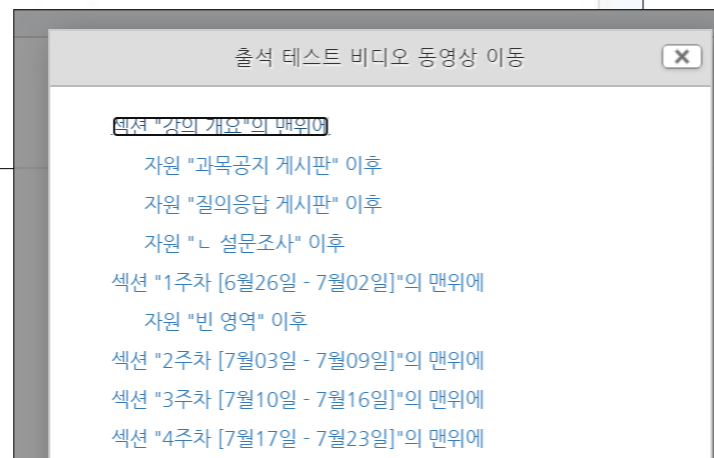 출석 테스트 비디오 동영상 이동
섹션 "강의 개요"의 맨위에
자원 "과목공지 게시판" 이후
자원 "질의응답 게시판" 이후
자원 "ㄴ 설문조사" 이후
섹션 "1주차 [6월26일 - 7월02일]"의 맨위에
자원 "빈 영역" 이후
섹션 "2주차 [7월03일 - 7월09일]"의 맨위에
섹션 "3주차 [7월10일 - 7월16일]"의 맨위에
섹션 "4주차 [7월17일 - 7월23일]"의 맨위에